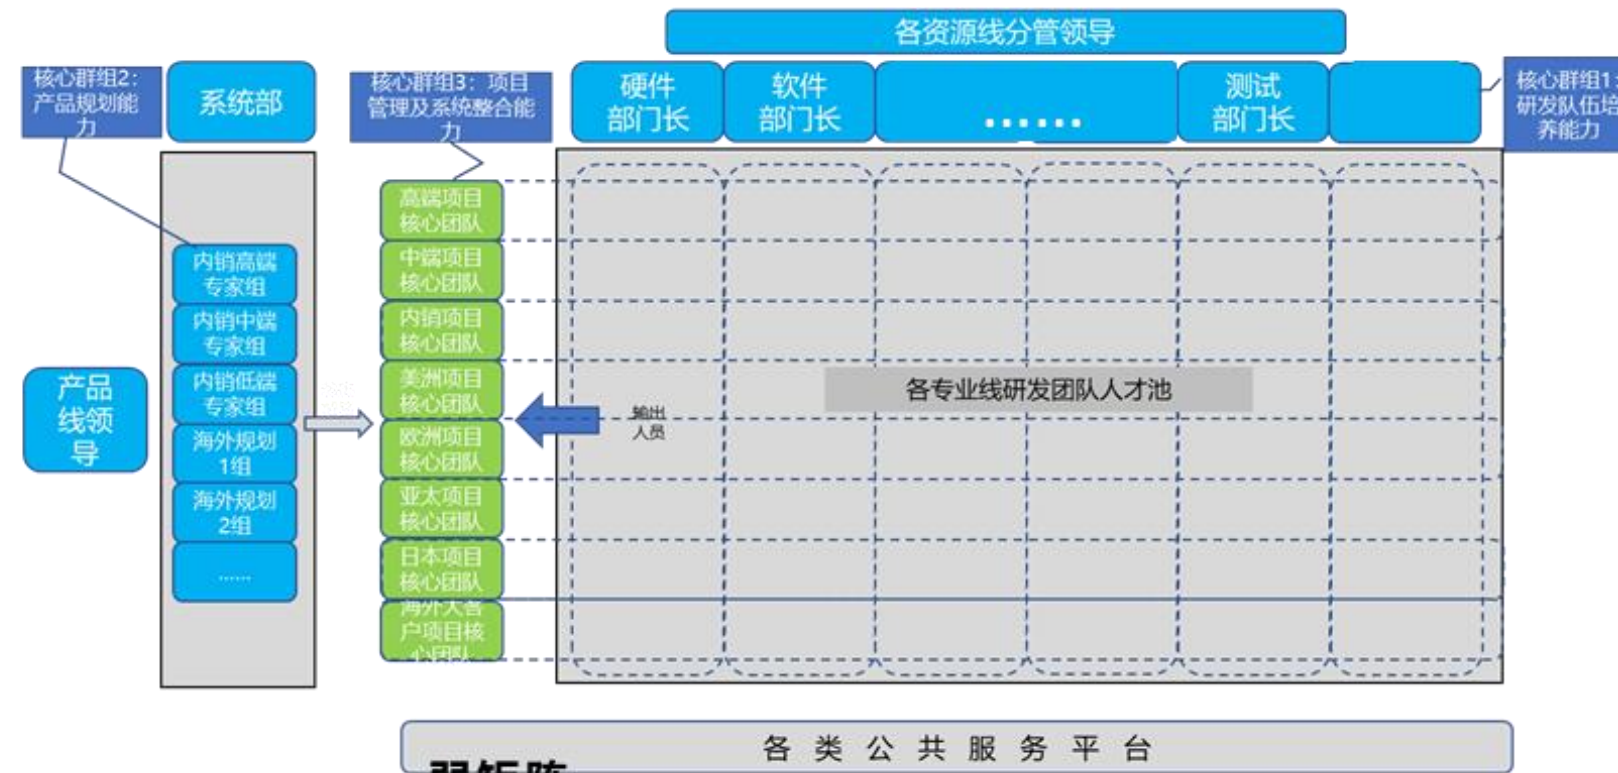 各资源线分管领导
核心群组2：
产品规划能
力
系统部
核心群组3：项目
管理及系统整合能
力
硬件
部门长
软件
部门长
......
测试
部门长
核心群组1：
研发队伍培
养能力
产品
线领
导
内销高端
专家组
内销中端
专家组
内销低端
专家组
海外规划
1组
海外规划
2组
......
高端项目
核心团队
中端项目
核心团队
内销项目
核心团队
美洲项目
核心团队
欧洲项目
核心团队
亚太项目
核心团队
日本项目
核心团队
海外大客
户项目核
心团队
输出
人员
各专业线研发团队人才池
各类公共服务平台
弱矩阵